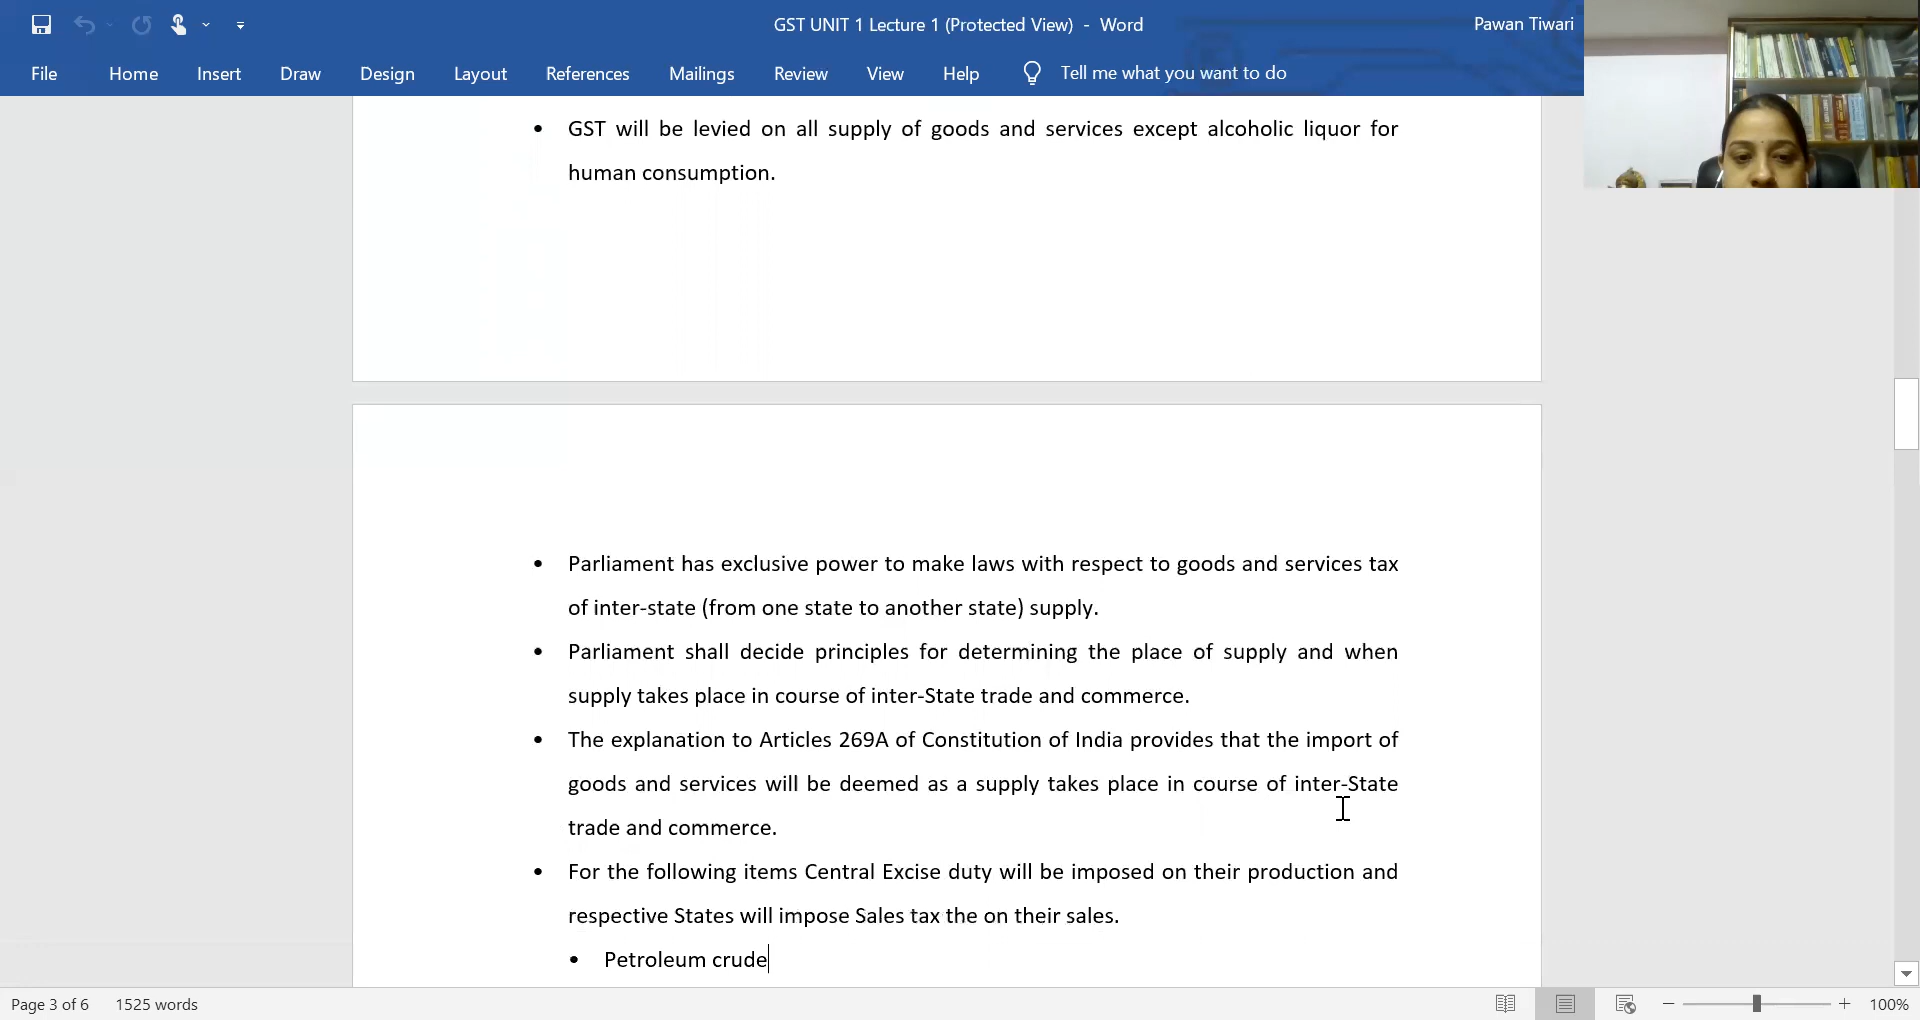 GST UNIT 1 Lecture 1 (Protected View) - Word
Pawan Tiwari
File Home Insert Draw Design Layout References Mailings Review View Help Tell me what you want to do
• GST will be levied on all supply of goods and services except alcoholic liquor for
human consumption.
• Parliament has exclusive power to make laws with respect to goods and services tax
of inter-state (from one state to another state) supply.
• Parliament shall decide principles for determining the place of supply and when
supply takes place in course of inter-State trade and commerce.
• The explanation to Articles 269A of Constitution of India provides that the import of
goods and services will be deemed as a supply takes place in course of inter-State
trade and commerce.
• For the following items Central Excise duty will be imposed on their production and
respective States will impose Sales tax the on their sales.
• Petroleum crude
Page 3 of 6 1525 words
100%